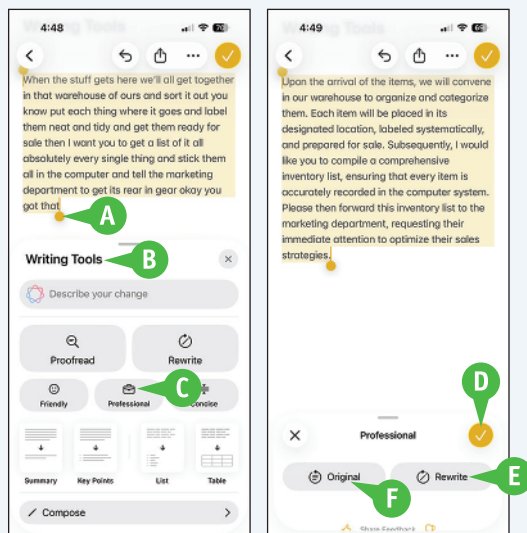 4:48
70
When the stuff gets here we'll all get together
in that warehouse of ours and sort it out you
know put each thing where it goes and label
them neat and tidy and get them ready for
sale then I want you to get a list of it all
absolutely every single thing and stick them
all in the computer and tell the marketing
department to get its rear in gear okay you
got that
A
Writing Tools
B
Describe your change
Proofread Rewrite
C
Friendly Professional Concise
Summary Key Points List Table
Compose
4:49
Upon the arrival of the items, we will convene
in our warehouse to organize and categorize
them. Each item will be placed in its
designated location, labeled systematically,
and prepared for sale. Subsequently, I would
like you to compile a comprehensive
inventory list, ensuring that every item is
accurately recorded in the computer system.
Please then forward this inventory list to the
marketing department, requesting their
immediate attention to optimize their sales
strategies.
D
Professional
Original Rewrite
E
F
Share Feedback